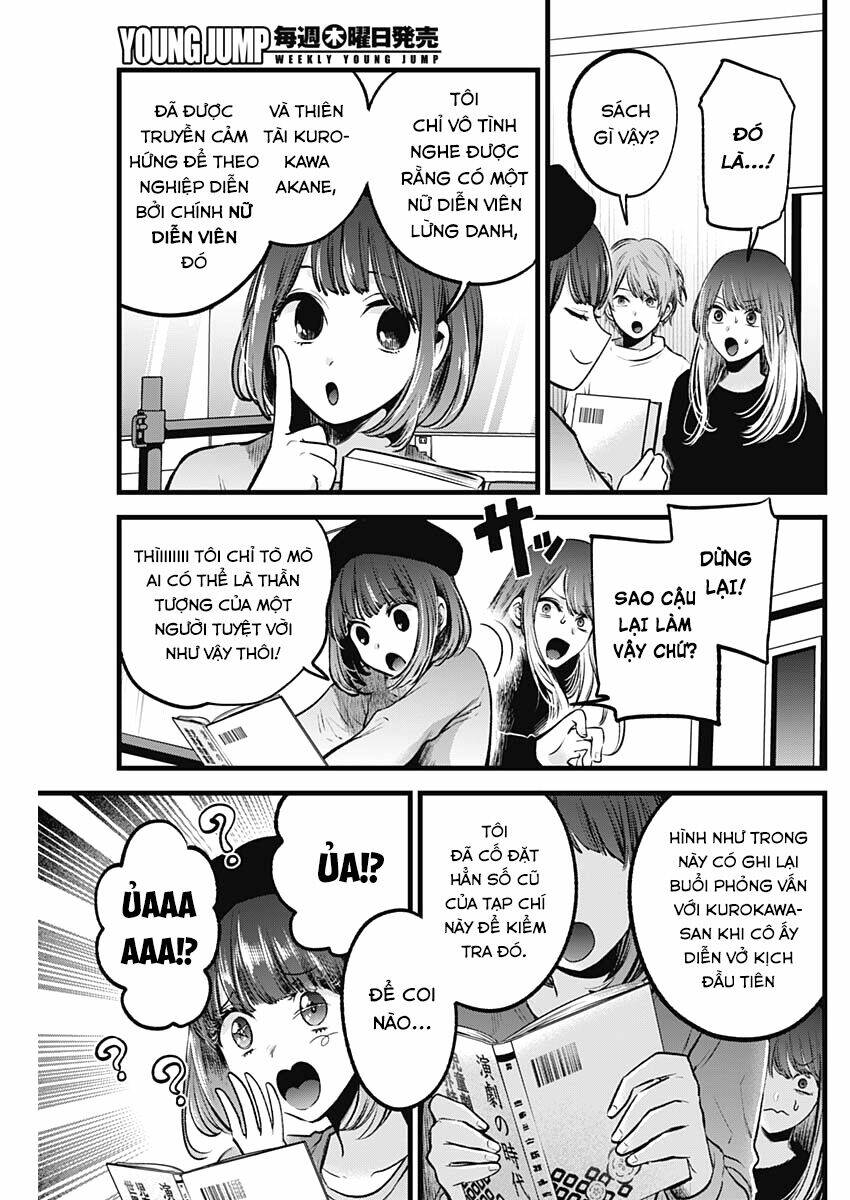 YOUNG JUMP 毎週木曜日発売
WEEKLY YOUNG JUMP
SÁCH
GÌ VẬY?
ĐÓ
LÀ...!
TÔI
CHỈ VÔ TÌNH
NGHE ĐƯỢC
RẰNG CÓ MỘT
NỮ DIỄN VIÊN
LỪNG DANH,
VÀ THIÊN
TÀI KURO-
KAWA
AKANE,
ĐÃ ĐƯỢC
TRUYỀN CẢM
HỨNG ĐỂ THEO
NGHIỆP DIỄN
BỞI CHÍNH NỮ
DIỄN VIÊN
ĐÓ
DỪNG
LẠI!
SAO CẬU
LẠI LÀM
VẬY CHỨ?
サッ
THÌIIIIII TÔI CHỈ TÒ MÒ
AI CÓ THỂ LÀ THẦN
TƯỢNG CỦA MỘT
NGƯỜI TUYỆT VỜI
NHƯ VẬY THÔI!
HÌNH NHƯ TRONG
NÀY CÓ GHI LẠI
BUỔI PHỎNG VẤN
VỚI KUROKAWA-
SAN KHI CÔ ẤY
DIỄN VỞ KỊCH
ĐẦU TIÊN
TÔI
ĐÃ CỐ ĐẶT
HẲN SỐ CŨ
CỦA TẠP CHÍ
NÀY ĐỂ KIỂM
TRA ĐÓ.
ĐỂ COI
NÀO...
演劇の
ỦA!?
ỦAAA
AAA!?
?
?
?